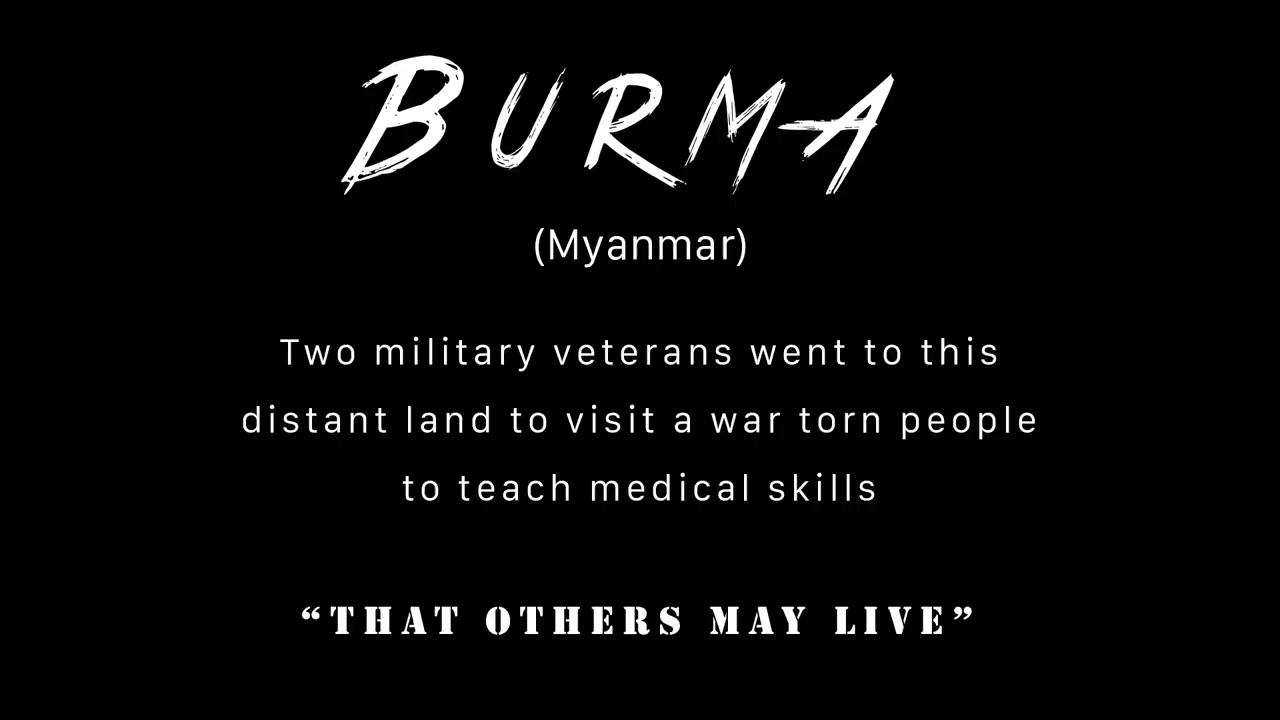 BURMA
(Myanmar)
Two military veterans went to this
distant land to visit a war torn people
to teach medical skills
“THAT OTHERS MAY LIVE”